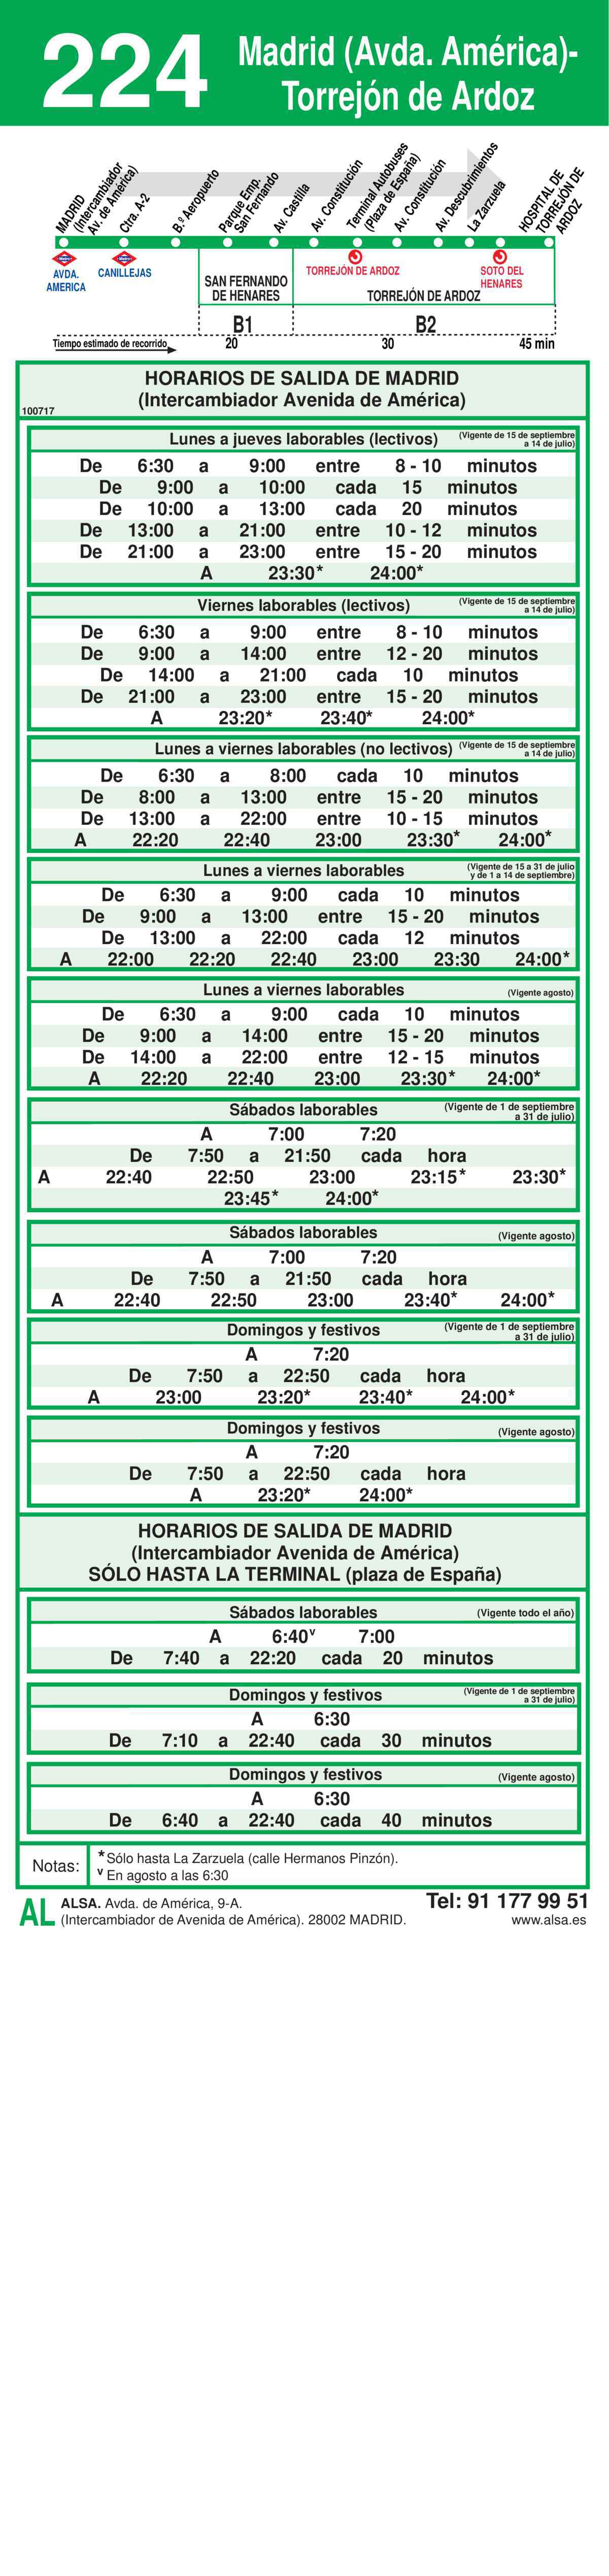 224
Madrid (Avda. América)-
Torrejón de Ardoz
MADRID
(Intercambiador
Av. de América)
Ctra. A-2
B.º Aeropuerto
Parque Emp.
San Fernando
Av. Castilla
Av. Constitución
Terminal Autobuses
(Plaza de España)
Av. Constitución
Av. Descubrimientos
La Zarzuela
HOSPITAL DE
TORREJÓN DE
ARDOZ
AVDA.
AMERICA
CANILLEJAS
SAN FERNANDO
DE HENARES
TORREJÓN DE ARDOZ
SOTO DEL
HENARES
TORREJÓN DE ARDOZ
B1 B2
Tiempo estimado de recorrido 20 30 45 min
HORARIOS DE SALIDA DE MADRID
(Intercambiador Avenida de América)
100717
Lunes a jueves laborables (lectivos) (Vigente de 15 de septiembre
a 14 de julio)
De 6:30 a 9:00 entre 8 - 10 minutos
De 9:00 a 10:00 cada 15 minutos
De 10:00 a 13:00 cada 20 minutos
De 13:00 a 21:00 entre 10 - 12 minutos
De 21:00 a 23:00 entre 15 - 20 minutos
A 23:30* 24:00*
Viernes laborables (lectivos) (Vigente de 15 de septiembre
a 14 de julio)
De 6:30 a 9:00 entre 8 - 10 minutos
De 9:00 a 14:00 entre 12 - 20 minutos
De 14:00 a 21:00 cada 10 minutos
De 21:00 a 23:00 entre 15 - 20 minutos
A 23:20* 23:40* 24:00*
Lunes a viernes laborables (no lectivos) (Vigente de 15 de septiembre
a 14 de julio)
De 6:30 a 8:00 cada 10 minutos
De 8:00 a 13:00 entre 15 - 20 minutos
De 13:00 a 22:00 entre 10 - 15 minutos
A 22:20 22:40 23:00 23:30* 24:00*
Lunes a viernes laborables (Vigente de 15 a 31 de julio
y de 1 a 14 de septiembre)
De 6:30 a 9:00 cada 10 minutos
De 9:00 a 13:00 entre 15 - 20 minutos
De 13:00 a 22:00 cada 12 minutos
A 22:00 22:20 22:40 23:00 23:30 24:00*
Lunes a viernes laborables (Vigente agosto)
De 6:30 a 9:00 cada 10 minutos
De 9:00 a 14:00 entre 15 - 20 minutos
De 14:00 a 22:00 entre 12 - 15 minutos
A 22:20 22:40 23:00 23:30* 24:00*
Sábados laborables (Vigente de 1 de septiembre
a 31 de julio)
A 7:00 7:20
De 7:50 a 21:50 cada hora
A 22:40 22:50 23:00 23:15* 23:30*
23:45* 24:00*
Sábados laborables (Vigente agosto)
A 7:00 7:20
De 7:50 a 21:50 cada hora
A 22:40 22:50 23:00 23:40* 24:00*
Domingos y festivos (Vigente de 1 de septiembre
a 31 de julio)
A 7:20
De 7:50 a 22:50 cada hora
A 23:00 23:20* 23:40* 24:00*
Domingos y festivos (Vigente agosto)
A 7:20
De 7:50 a 22:50 cada hora
A 23:20* 24:00*
HORARIOS DE SALIDA DE MADRID
(Intercambiador Avenida de América)
SÓLO HASTA LA TERMINAL (plaza de España)
Sábados laborables (Vigente todo el año)
A 6:40ᵛ 7:00
De 7:40 a 22:20 cada 20 minutos
Domingos y festivos (Vigente de 1 de septiembre
a 31 de julio)
A 6:30
De 7:10 a 22:40 cada 30 minutos
Domingos y festivos (Vigente agosto)
A 6:30
De 6:40 a 22:40 cada 40 minutos
Notas: * Sólo hasta La Zarzuela (calle Hermanos Pinzón).
ᵛ En agosto a las 6:30
AL ALSA. Avda. de América, 9-A. Tel: 91 177 99 51
(Intercambiador de Avenida de América). 28002 MADRID. www.alsa.es